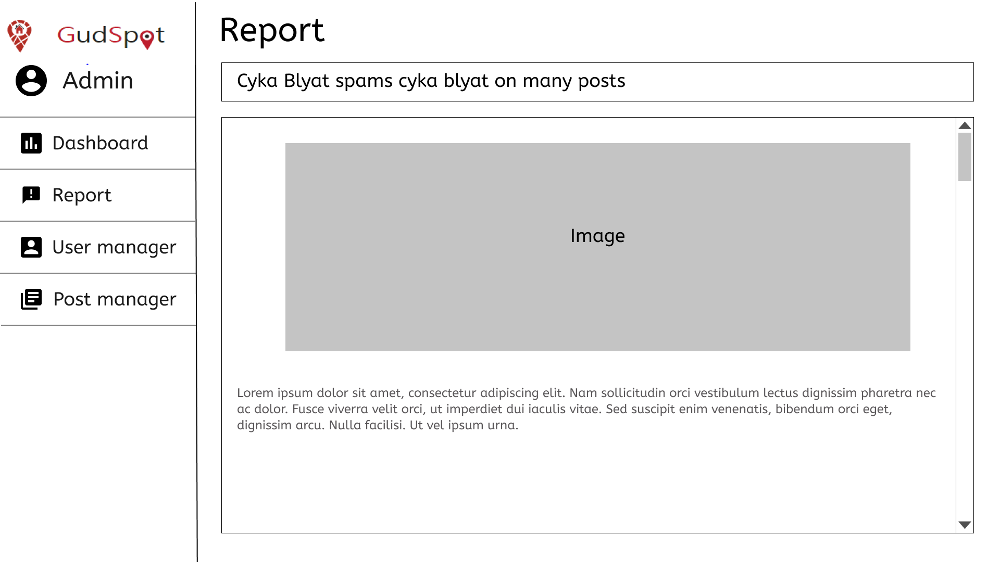 GudSpot
Admin
Dashboard
Report
User manager
Post manager
Report
Cyka Blyat spams cyka blyat on many posts
Image
Lorem ipsum dolor sit amet, consectetur adipiscing elit. Nam sollicitudin orci vestibulum lectus dignissim pharetra nec
ac dolor. Fusce viverra velit orci, ut imperdiet dui iaculis vitae. Sed suscipit enim venenatis, bibendum orci eget,
dignissim arcu. Nulla facilisi. Ut vel ipsum urna.